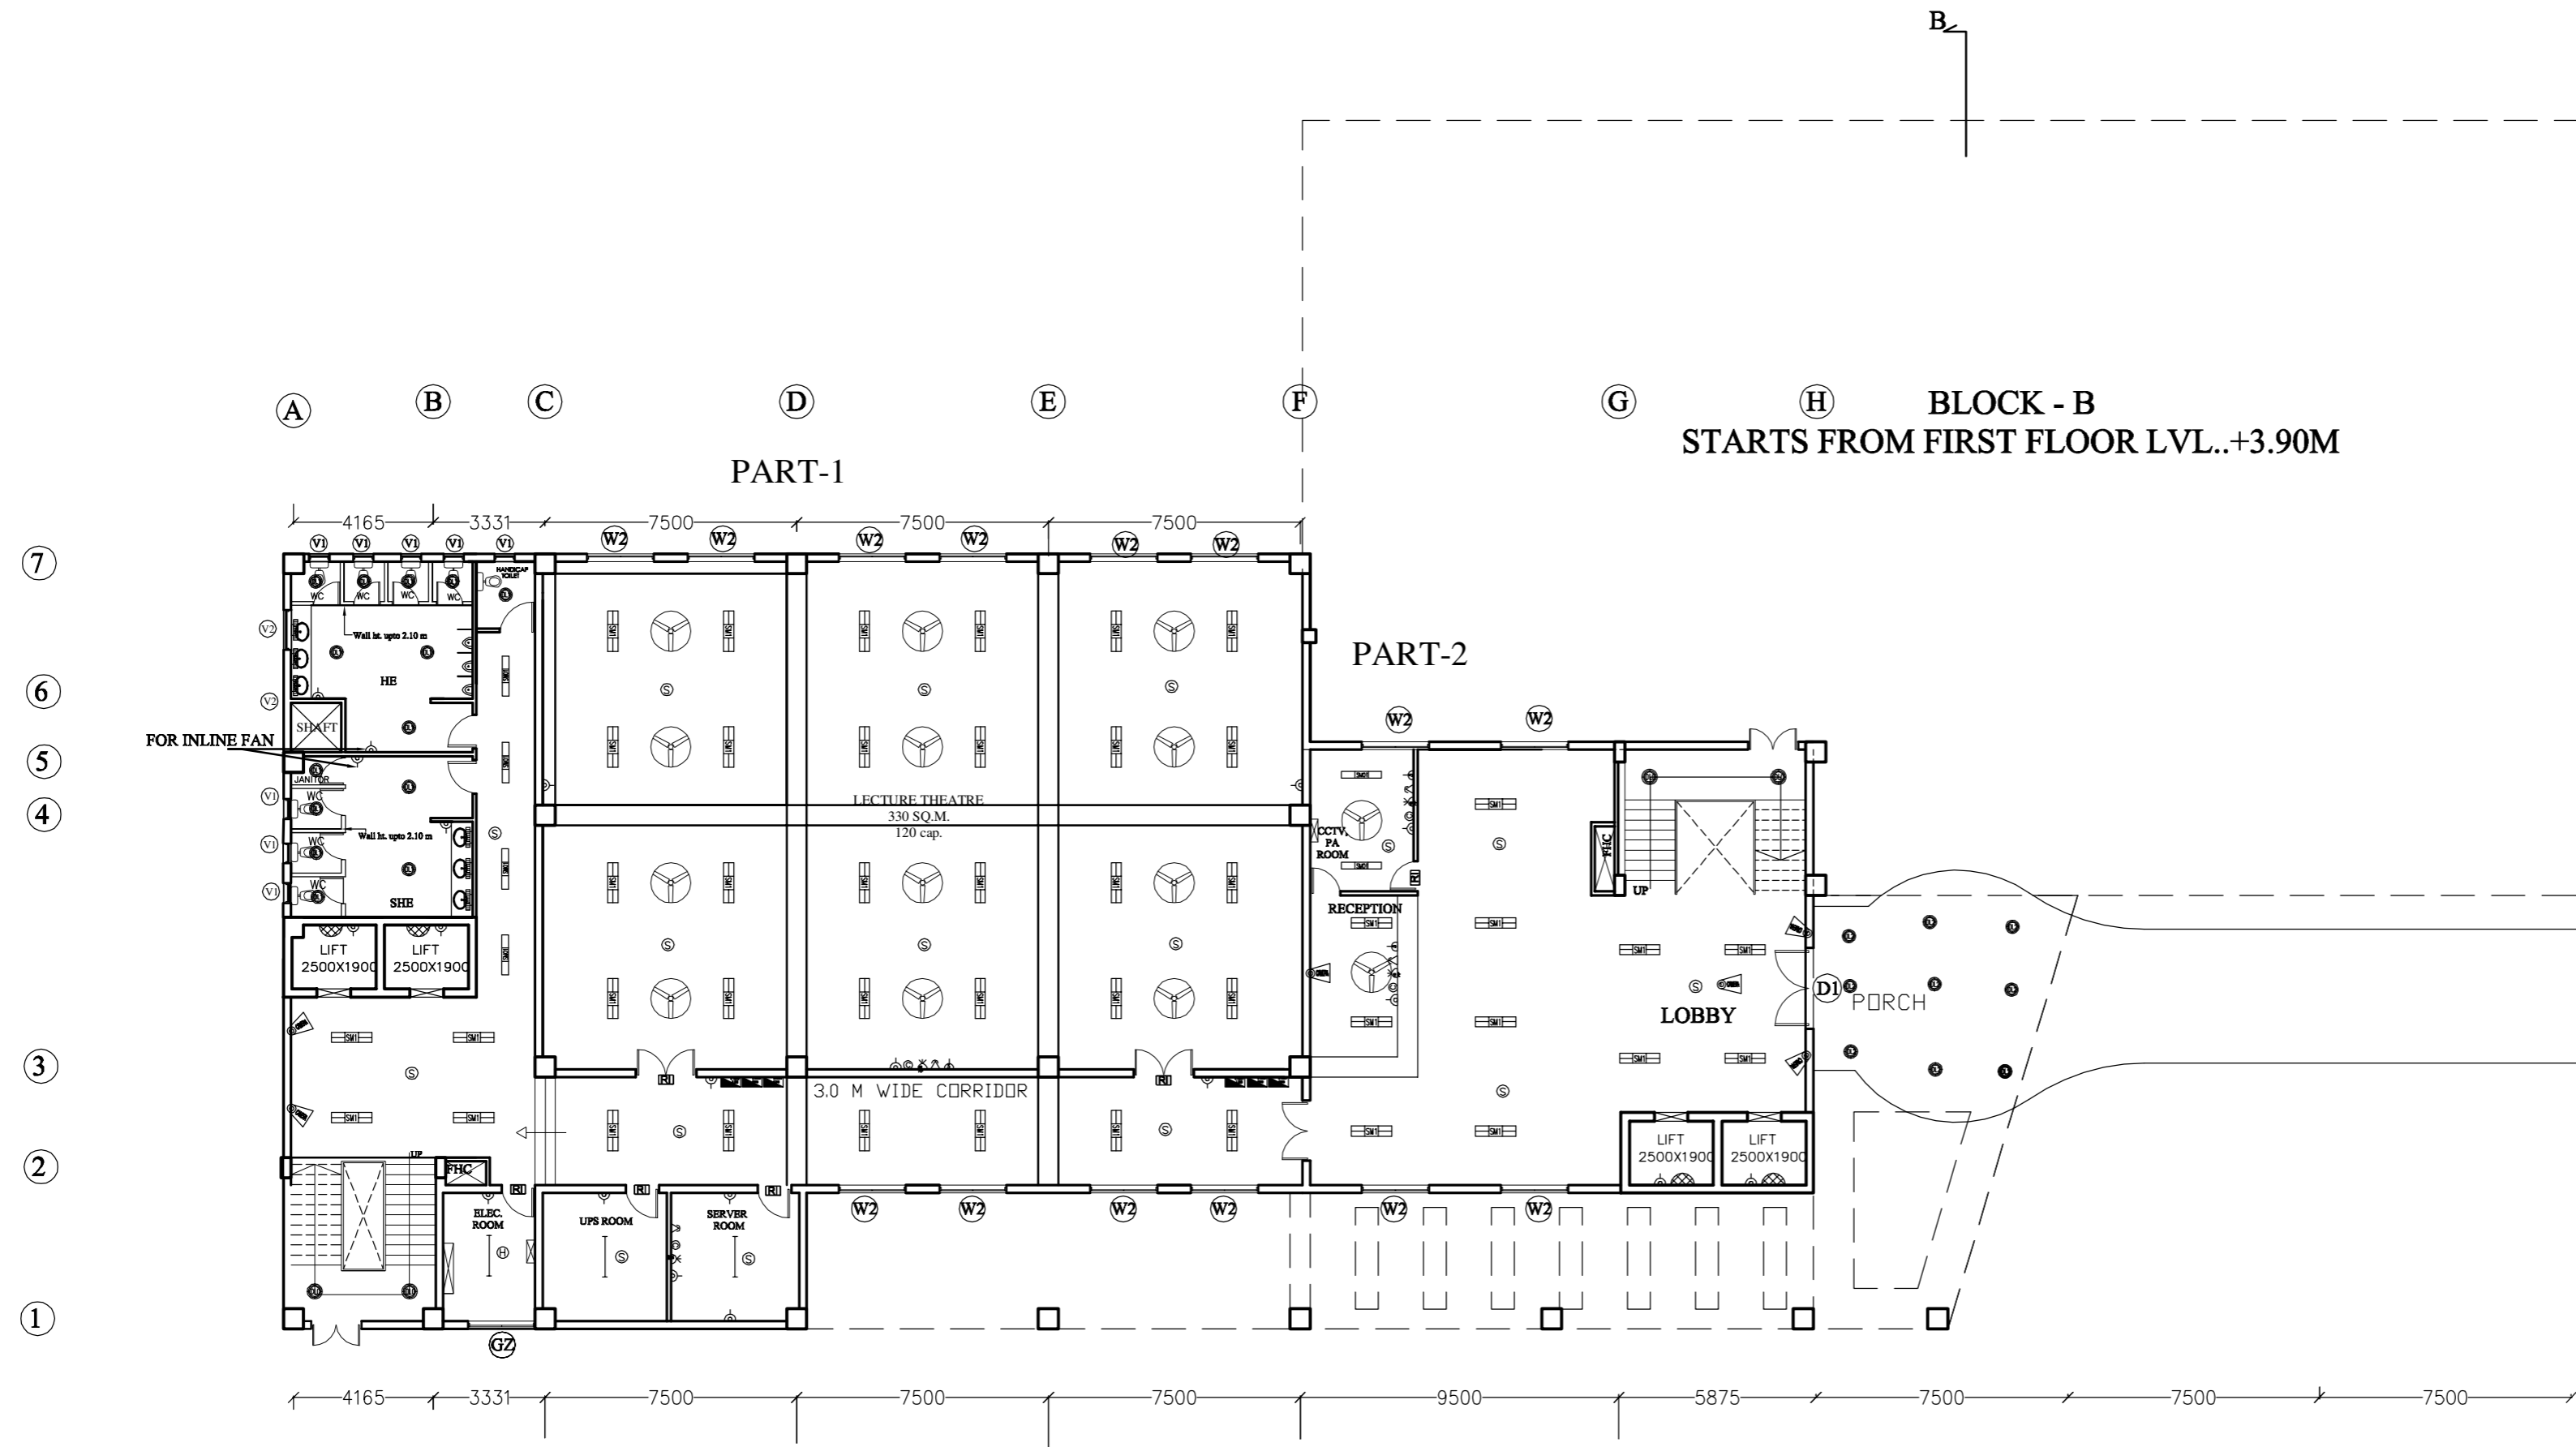 B
A
B
C
D
E
F
G
H
BLOCK - B
STARTS FROM FIRST FLOOR LVL..+3.90M
PART-1
4165
3331
7500
7500
7500
V1
V1
V1
V1
V1
W2
W2
W2
W2
W2
W2
7
HANDICAP
TOILET
WC
WC
WC
WC
V2
Wall ht. upto 2.10 m
PART-2
HE
6
V2
SHAFT
W2
W2
FOR INLINE FAN
5
JANITOR
V1
WC
4
LECTURE THEATRE
330 SQ.M.
120 cap.
Wall ht. upto 2.10 m
V1
WC
CCTV,
PA
ROOM
FHC
V1
WC
UP
SHE
RECEPTION
LIFT
2500X1900
LIFT
2500X1900
D1
PORCH
LOBBY
3
3.0 M WIDE CORRIDOR
2
UP
FHC
LIFT
2500X1900
LIFT
2500X1900
ELEC.
ROOM
UPS ROOM
SERVER
ROOM
W2
W2
W2
W2
W2
W2
H
S
S
1
GZ
4165
3331
7500
7500
7500
9500
5875
7500
7500
7500